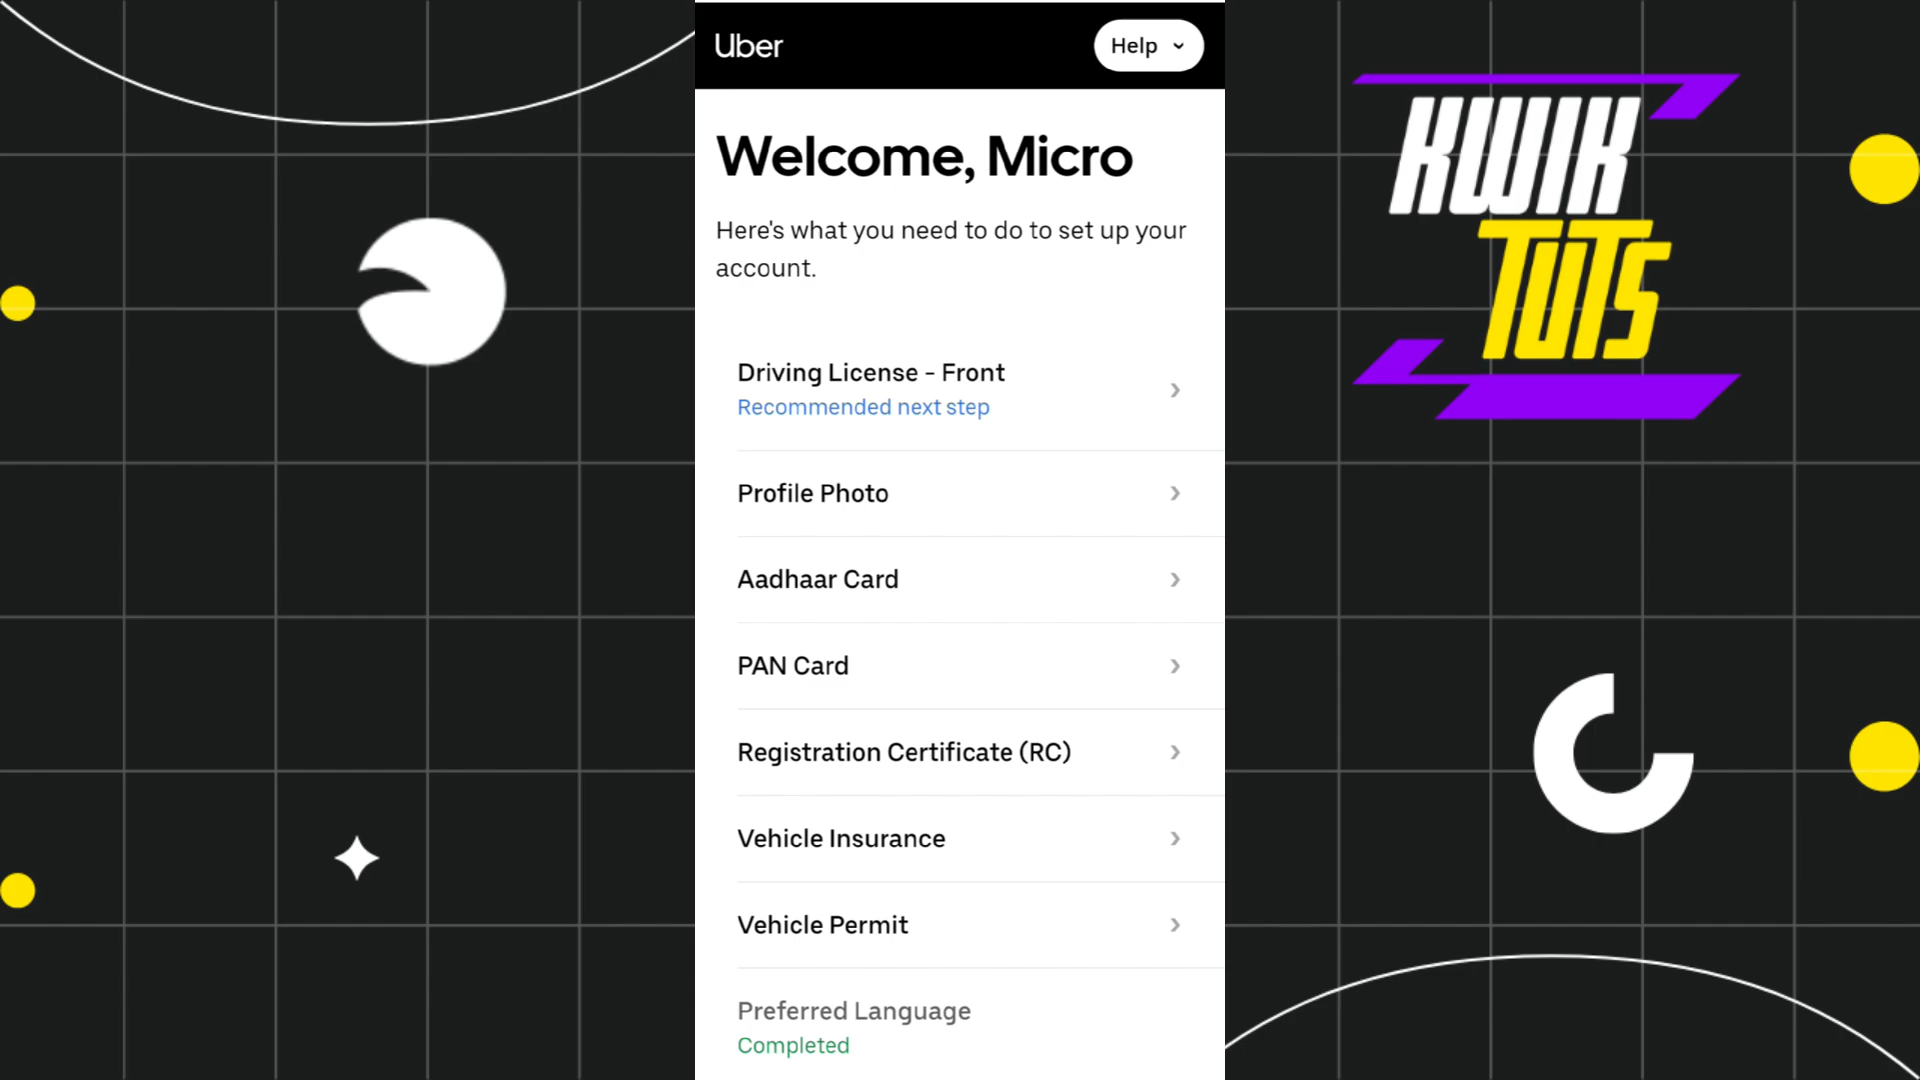 Uber
Help
Welcome, Micro
Here's what you need to do to set up your
account.
Driving License - Front
Recommended next step
Profile Photo
Aadhaar Card
PAN Card
Registration Certificate (RC)
Vehicle Insurance
Vehicle Permit
Preferred Language
Completed
KWIK
TUTS